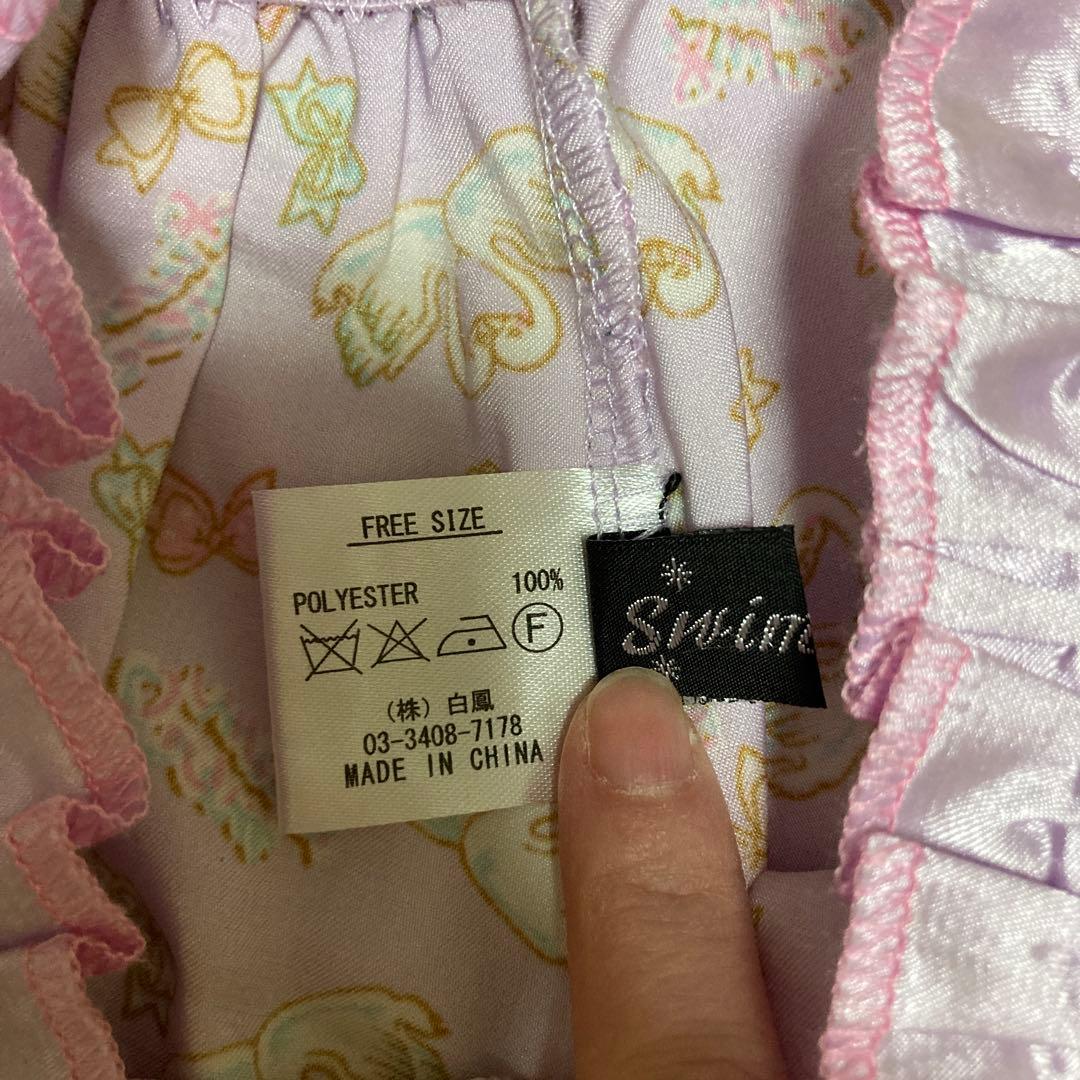 FREE SIZE
POLYESTER 100%
F
(株) 白鳳
03-3408-7178
MADE IN CHINA
Swim